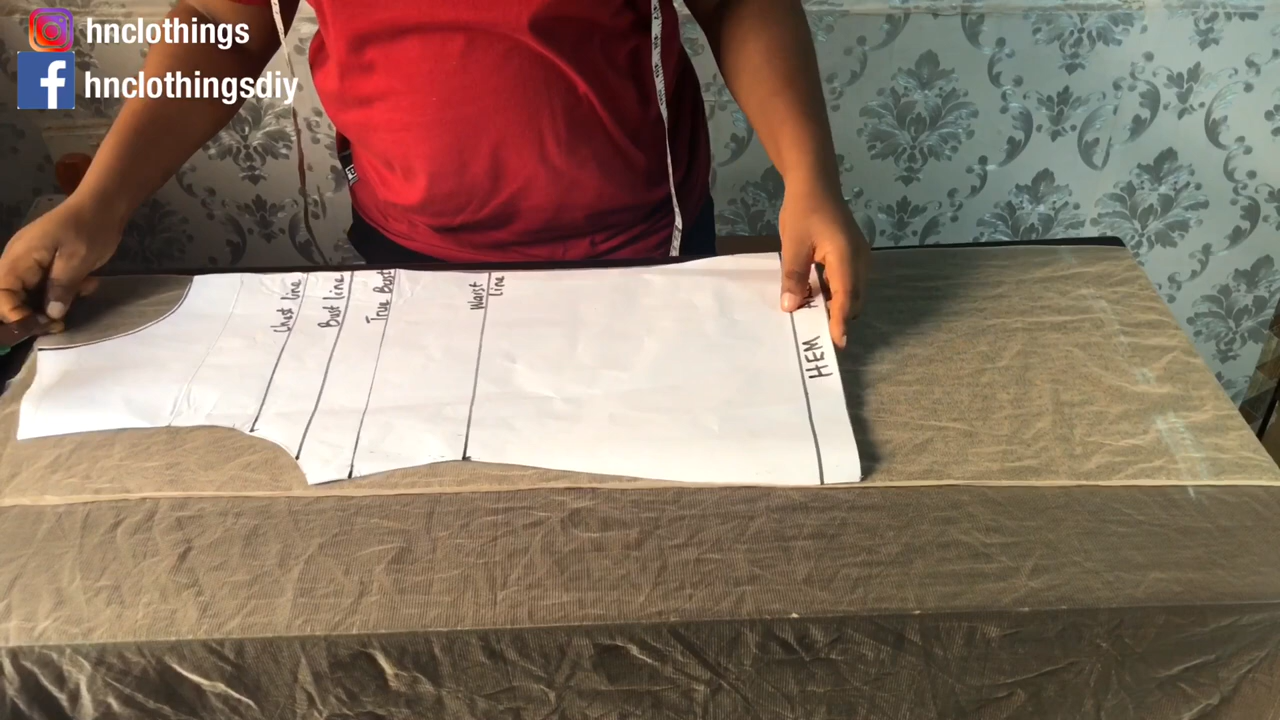 hnclothings
hnclothingsdiy
Chest line
Bust line
True Bust
Waist
line
HEM